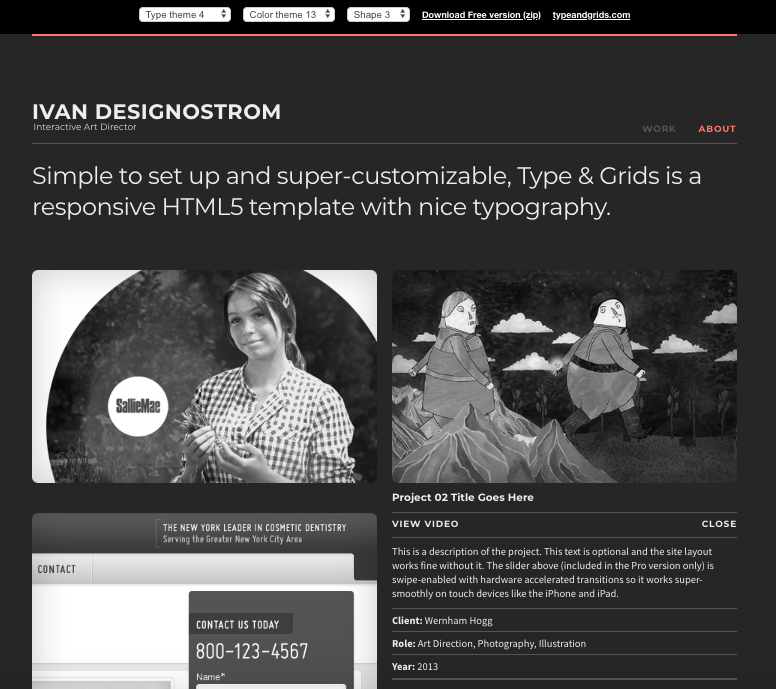 Type theme 4 Color theme 13 Shape 3 Download Free version (zip) typeandgrids.com
IVAN DESIGNOSTROM
Interactive Art Director
WORK ABOUT
Simple to set up and super-customizable, Type & Grids is a
responsive HTML5 template with nice typography.
SallieMae
THE NEW YORK LEADER IN COSMETIC DENTISTRY
Serving the Greater New York City Area
CONTACT
CONTACT US TODAY
800-123-4567
Name*
Project 02 Title Goes Here
VIEW VIDEO CLOSE
This is a description of the project. This text is optional and the site layout
works fine without it. The slider above (included in the Pro version only) is
swipe-enabled with hardware accelerated transitions so it works super-
smoothly on touch devices like the iPhone and iPad.
Client: Wernham Hogg
Role: Art Direction, Photography, Illustration
Year: 2013